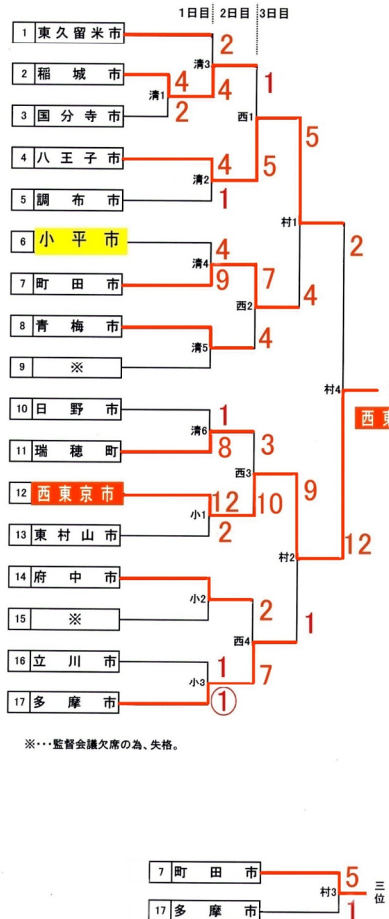 1日目 2日目 3日目
1 東久留米市
2
清3
1
2 稲城市
4
清1
4
西1
5
3 国分寺市
2
4 八王子市
4
清2
5
5 調布市
1
村1
2
6 小平市
4
清4
7
7 町田市
9
西2
4
8 青梅市
清5
4
9 ※
村4
西東
10 日野市
1
清6
3
11 瑞穂町
8
西3
9
12 西東京市
12
小1
10
13 東村山市
2
村2
12
14 府中市
小2
2
15 ※
西4
1
16 立川市
1
小3
7
17 多摩市
①
※･･･監督会議欠席の為、失格。
7 町田市
5
村3
三位
17 多摩市
1